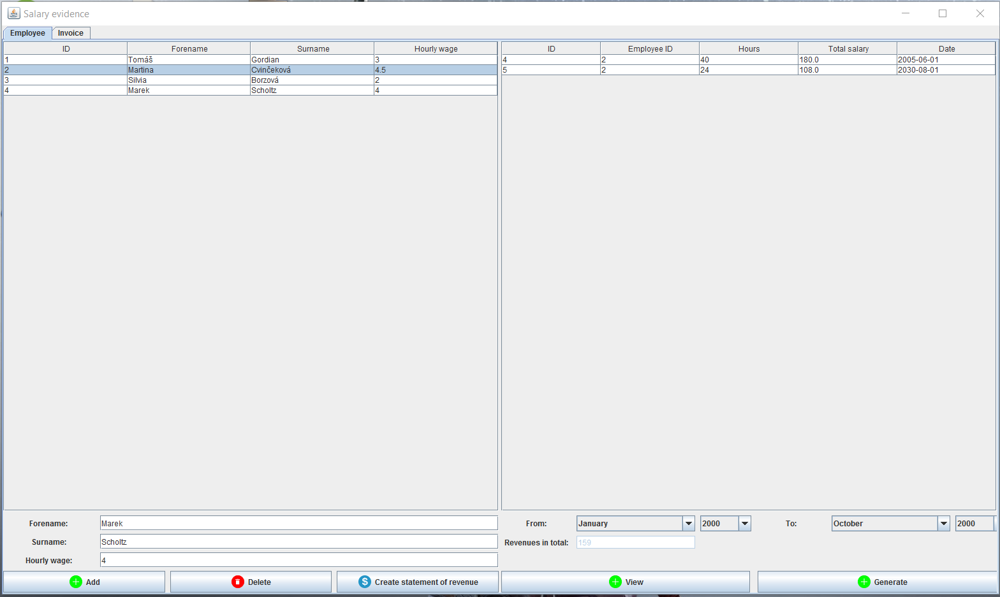 Salary evidence
Employee Invoice
ID Forename Surname Hourly wage
1 Tomáš Gordian 3
2 Martina Cvinčeková 4.5
3 Silvia Borzová 2
4 Marek Scholtz 4
ID Employee ID Hours Total salary Date
4 2 40 180.0 2005-06-01
5 2 24 108.0 2030-08-01
Forename: Marek
Surname: Scholtz
Hourly wage: 4
From: January 2000 To: October 2000
Revenues in total: 159
Add Delete $ Create statement of revenue View Generate